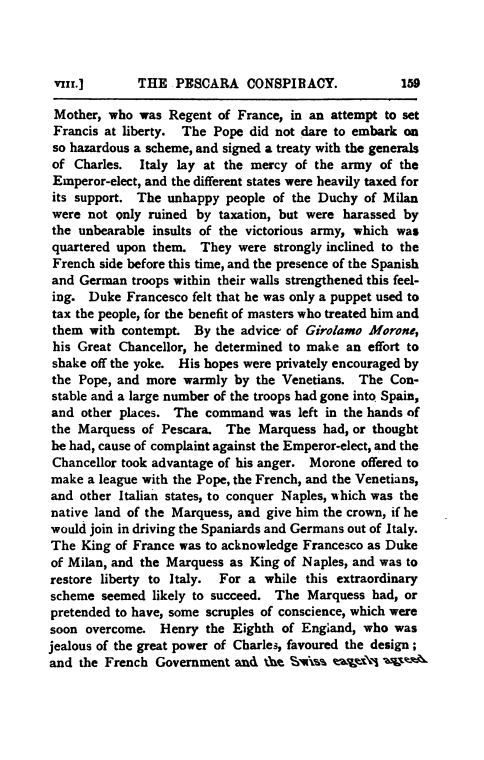 VIII.] THE PESCARA CONSPIRACY. 159
Mother, who was Regent of France, in an attempt to set
Francis at liberty. The Pope did not dare to embark on
so hazardous a scheme, and signed a treaty with the generals
of Charles. Italy lay at the mercy of the army of the
Emperor-elect, and the different states were heavily taxed for
its support. The unhappy people of the Duchy of Milan
were not only ruined by taxation, but were harassed by
the unbearable insults of the victorious army, which was
quartered upon them. They were strongly inclined to the
French side before this time, and the presence of the Spanish
and German troops within their walls strengthened this feel-
ing. Duke Francesco felt that he was only a puppet used to
tax the people, for the benefit of masters who treated him and
them with contempt. By the advice of Girolamo Morone,
his Great Chancellor, he determined to make an effort to
shake off the yoke. His hopes were privately encouraged by
the Pope, and more warmly by the Venetians. The Con-
stable and a large number of the troops had gone into Spain,
and other places. The command was left in the hands of
the Marquess of Pescara. The Marquess had, or thought
he had, cause of complaint against the Emperor-elect, and the
Chancellor took advantage of his anger. Morone offered to
make a league with the Pope, the French, and the Venetians,
and other Italian states, to conquer Naples, which was the
native land of the Marquess, and give him the crown, if he
would join in driving the Spaniards and Germans out of Italy.
The King of France was to acknowledge Francesco as Duke
of Milan, and the Marquess as King of Naples, and was to
restore liberty to Italy. For a while this extraordinary
scheme seemed likely to succeed. The Marquess had, or
pretended to have, some scruples of conscience, which were
soon overcome. Henry the Eighth of England, who was
jealous of the great power of Charles, favoured the design;
and the French Government and the Swiss eagerly agreed